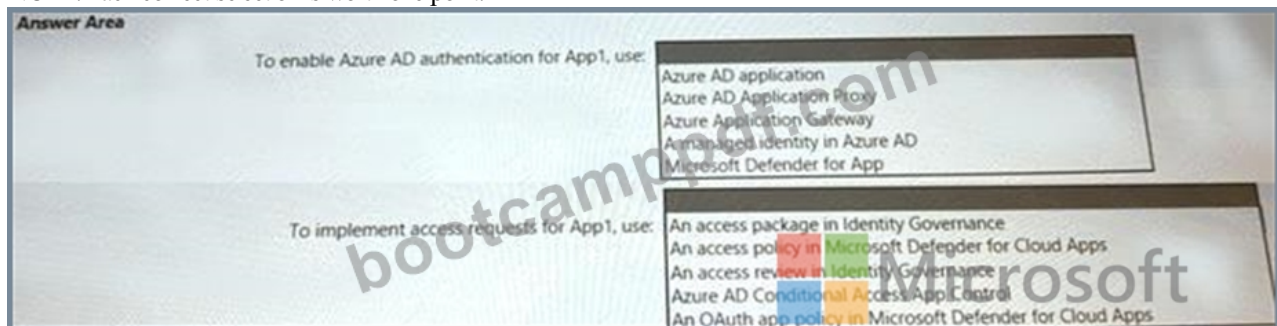 Answer Area
To enable Azure AD authentication for App1, use:
Azure AD application
Azure AD Application Proxy
Azure Application Gateway
A managed identity in Azure AD
Microsoft Defender for App
To implement access requests for App1, use:
An access package in Identity Governance
An access policy in Microsoft Defender for Cloud Apps
An access review in Identity Governance
Azure AD Conditional Access App Control
An OAuth app policy in Microsoft Defender for Cloud Apps
bootcamppdf.com
Microsoft